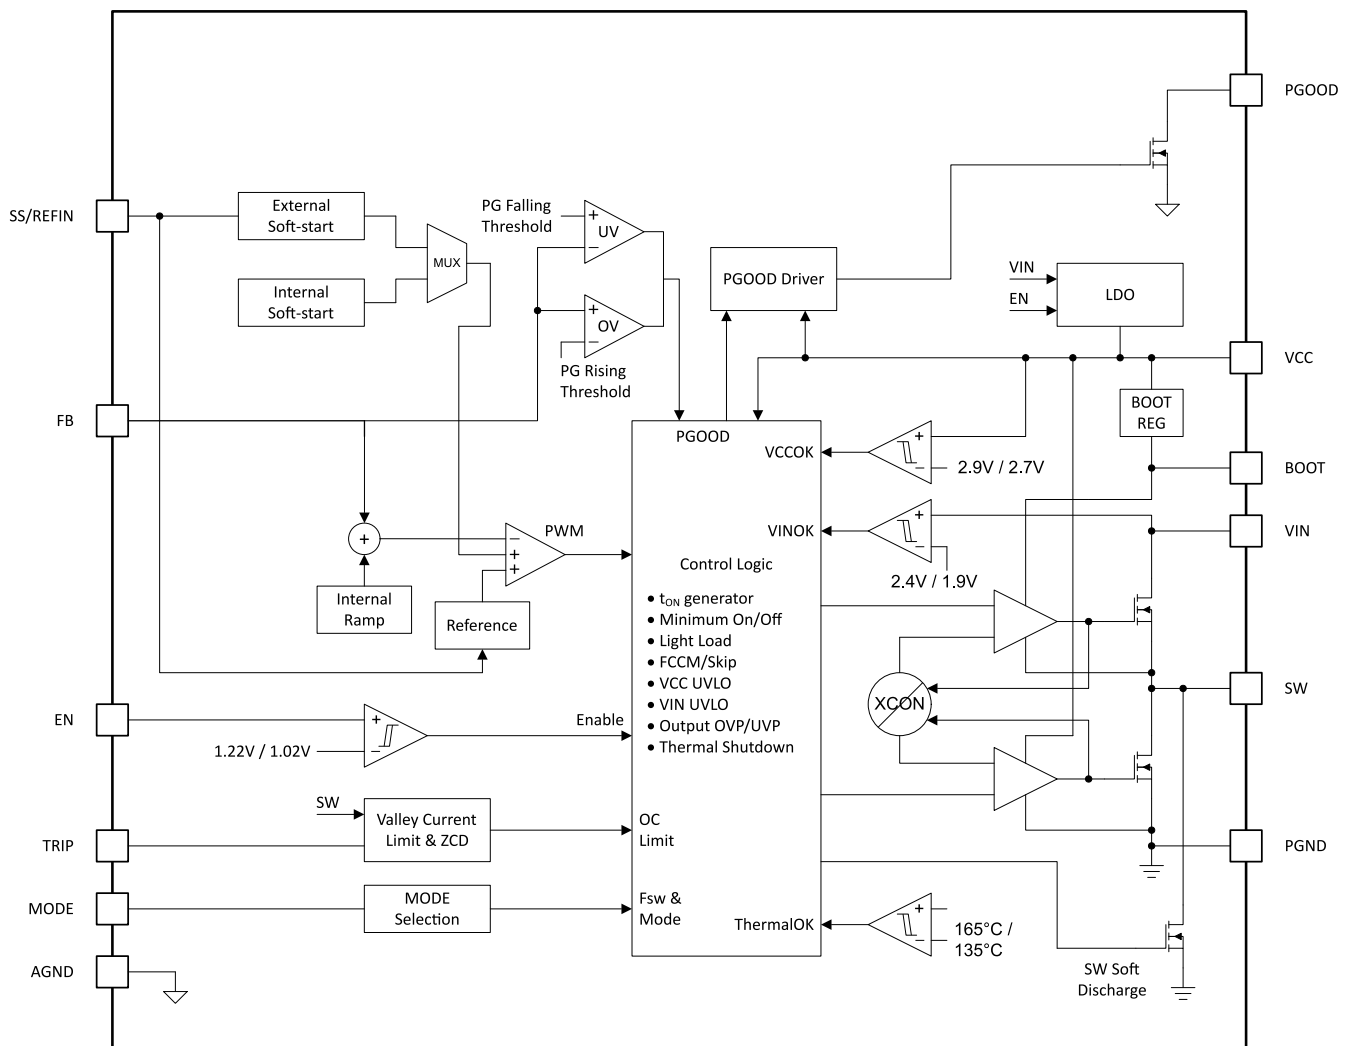 PGOOD
SS/REFIN
External
Soft-start
Internal
Soft-start
MUX
PG Falling
Threshold
+
UV
−
+
OV
−
PG Rising
Threshold
PGOOD Driver
VIN
EN
LDO
VCC
BOOT
REG
BOOT
FB
PGOOD
VCCOK
+
−
2.9V / 2.7V
VINOK
+
−
2.4V / 1.9V
VIN
+
Internal
Ramp
−
+
+
PWM
Reference
Control Logic
• tON generator
• Minimum On/Off
• Light Load
• FCCM/Skip
• VCC UVLO
• VIN UVLO
• Output OVP/UVP
• Thermal Shutdown
XCON
SW
EN
+
−
1.22V / 1.02V
Enable
SW
Valley Current
Limit & ZCD
OC
Limit
TRIP
PGND
MODE
MODE
Selection
Fsw &
Mode
ThermalOK
+
−
165°C /
135°C
AGND
SW Soft
Discharge